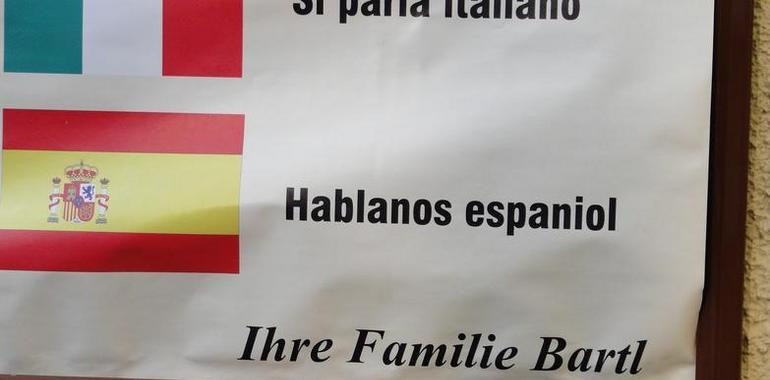 Si parla italiano
Hablanos espaniol
Ihre Familie Bartl